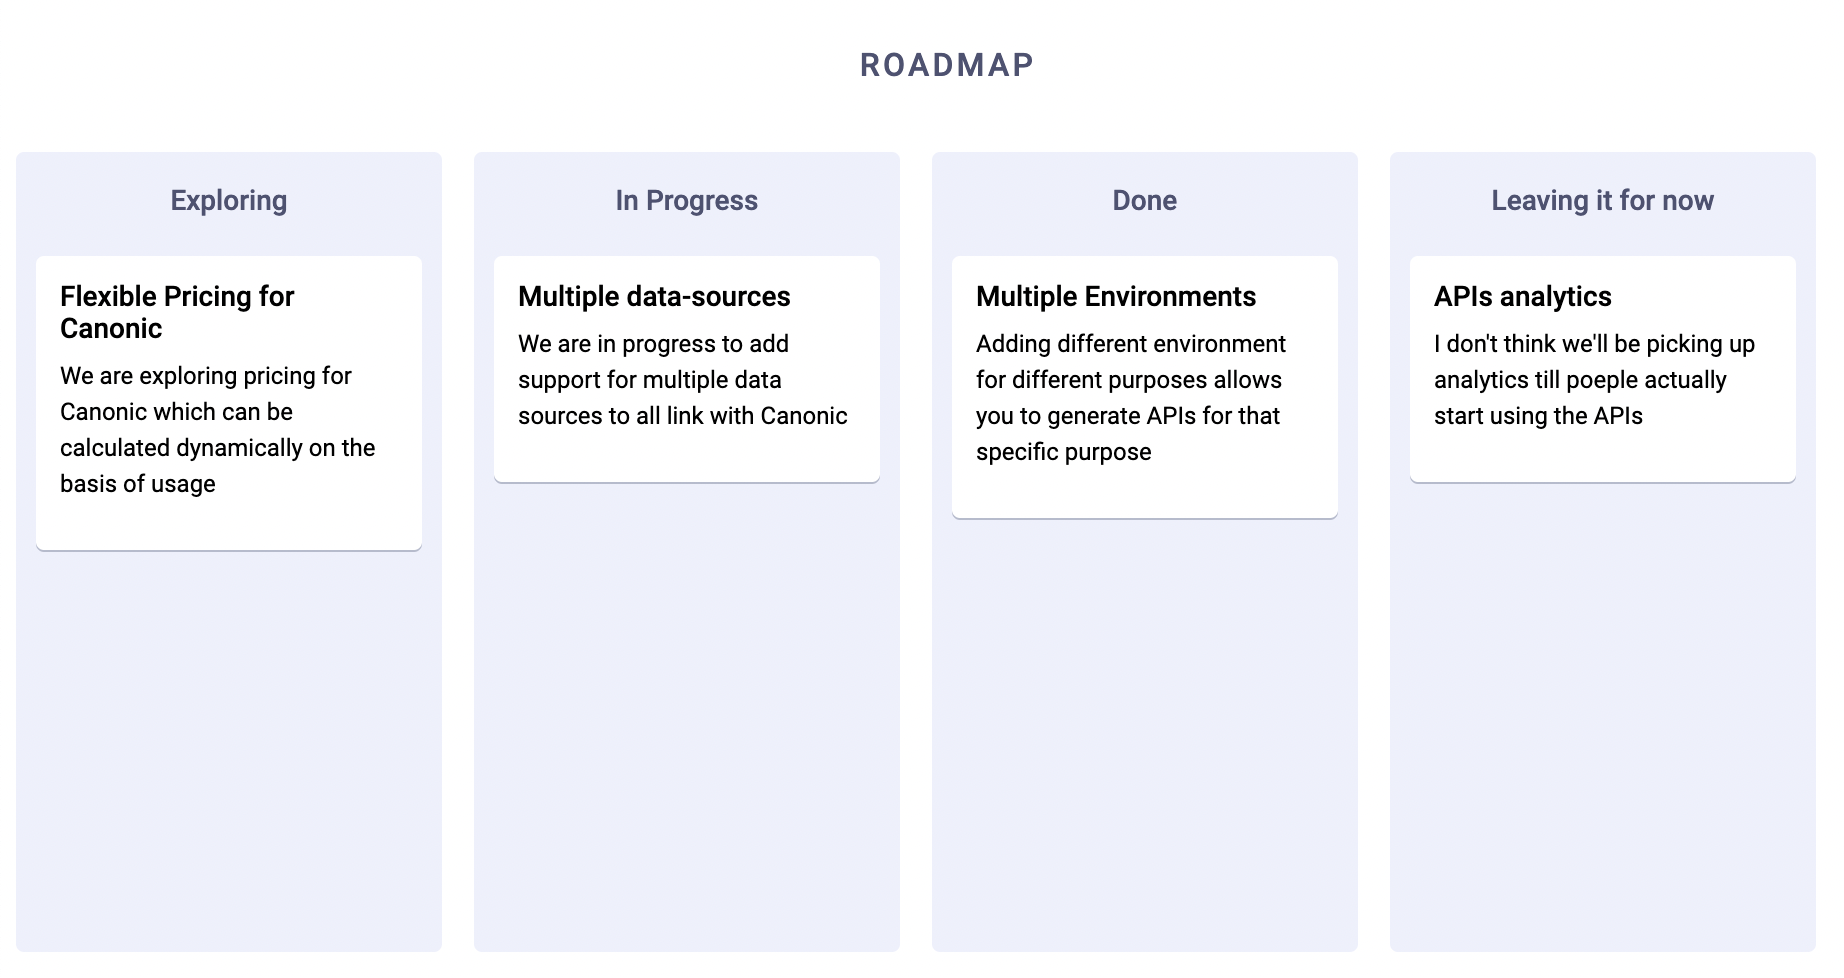 ROADMAP
Exploring
Flexible Pricing for
Canonic
We are exploring pricing for
Canonic which can be
calculated dynamically on the
basis of usage
In Progress
Multiple data-sources
We are in progress to add
support for multiple data
sources to all link with Canonic
Done
Multiple Environments
Adding different environment
for different purposes allows
you to generate APIs for that
specific purpose
Leaving it for now
APIs analytics
I don't think we'll be picking up
analytics till poeple actually
start using the APIs